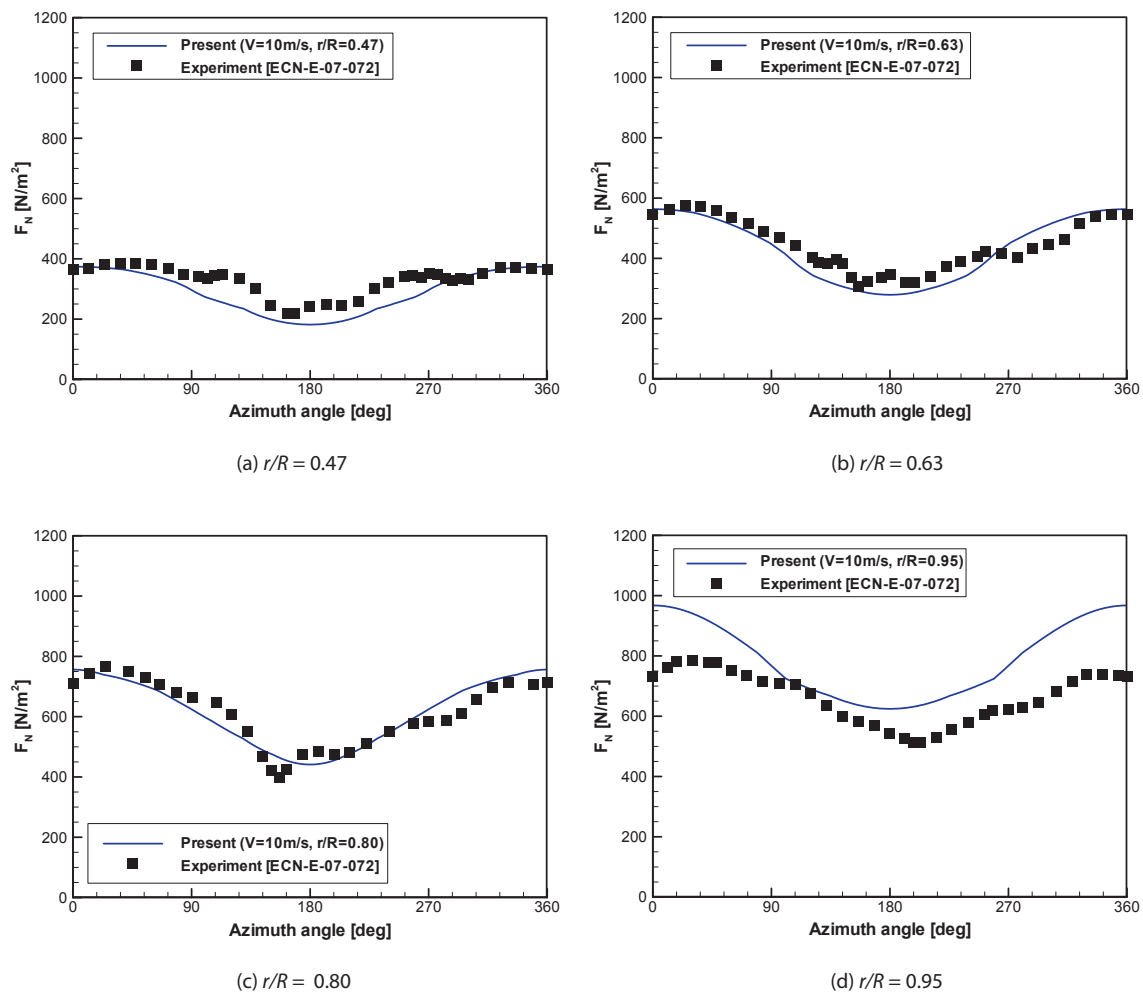 1200
1000
800
600
400
200
0
F_N [N/m²]
Present (V=10m/s, r/R=0.47)
Experiment [ECN-E-07-072]
0 90 180 270 360
Azimuth angle [deg]
(a) r/R = 0.47
1200
1000
800
600
400
200
0
F_N [N/m²]
Present (V=10m/s, r/R=0.63)
Experiment [ECN-E-07-072]
0 90 180 270 360
Azimuth angle [deg]
(b) r/R = 0.63
1200
1000
800
600
400
200
0
F_N [N/m²]
Present (V=10m/s, r/R=0.80)
Experiment [ECN-E-07-072]
0 90 180 270 360
Azimuth angle [deg]
(c) r/R = 0.80
1200
1000
800
600
400
200
0
F_N [N/m²]
Present (V=10m/s, r/R=0.95)
Experiment [ECN-E-07-072]
0 90 180 270 360
Azimuth angle [deg]
(d) r/R = 0.95